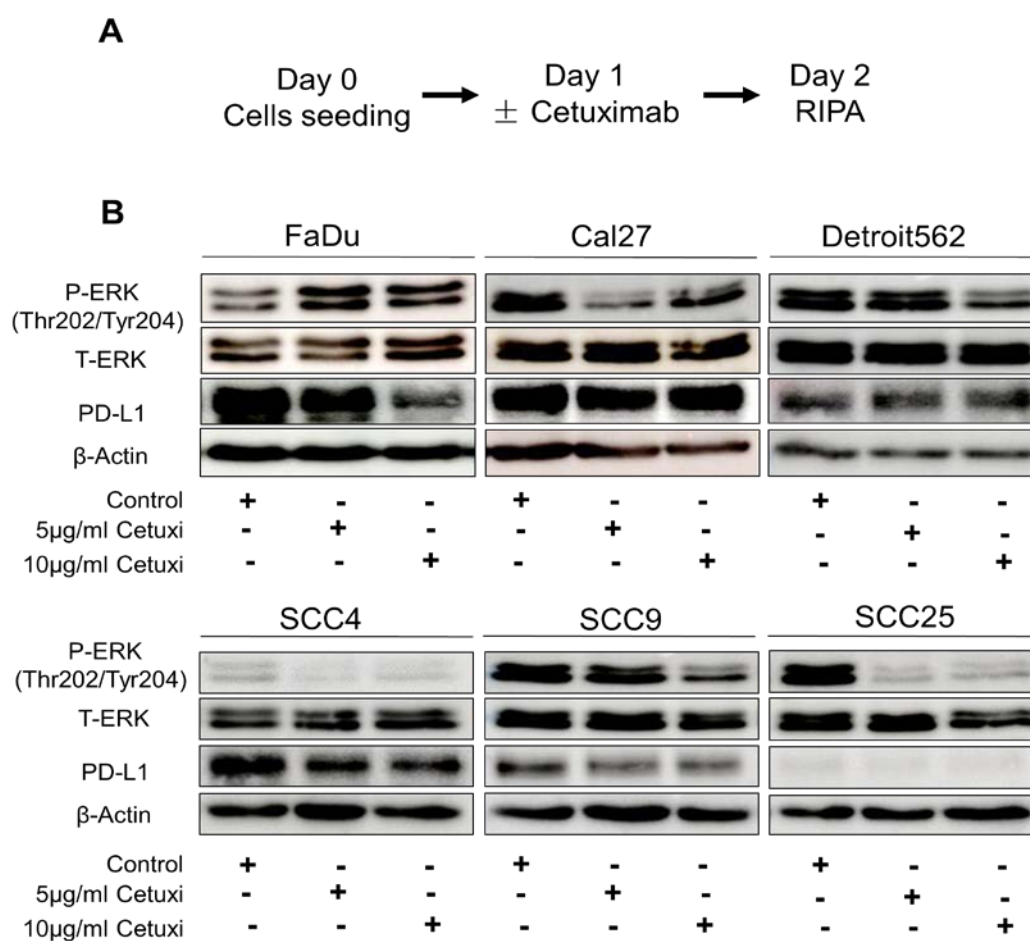 A
Day 0
Cells seeding
Day 1
± Cetuximab
Day 2
RIPA
B
FaDu
Cal27
Detroit562
P-ERK
(Thr202/Tyr204)
T-ERK
PD-L1
β-Actin
Control + - - + - - + - -
5µg/ml Cetuxi - + - - + - - + -
10µg/ml Cetuxi - - + - - + - - +
SCC4
SCC9
SCC25
P-ERK
(Thr202/Tyr204)
T-ERK
PD-L1
β-Actin
Control + - - + - - + - -
5µg/ml Cetuxi - + - - + - - + -
10µg/ml Cetuxi - - + - - + - - +